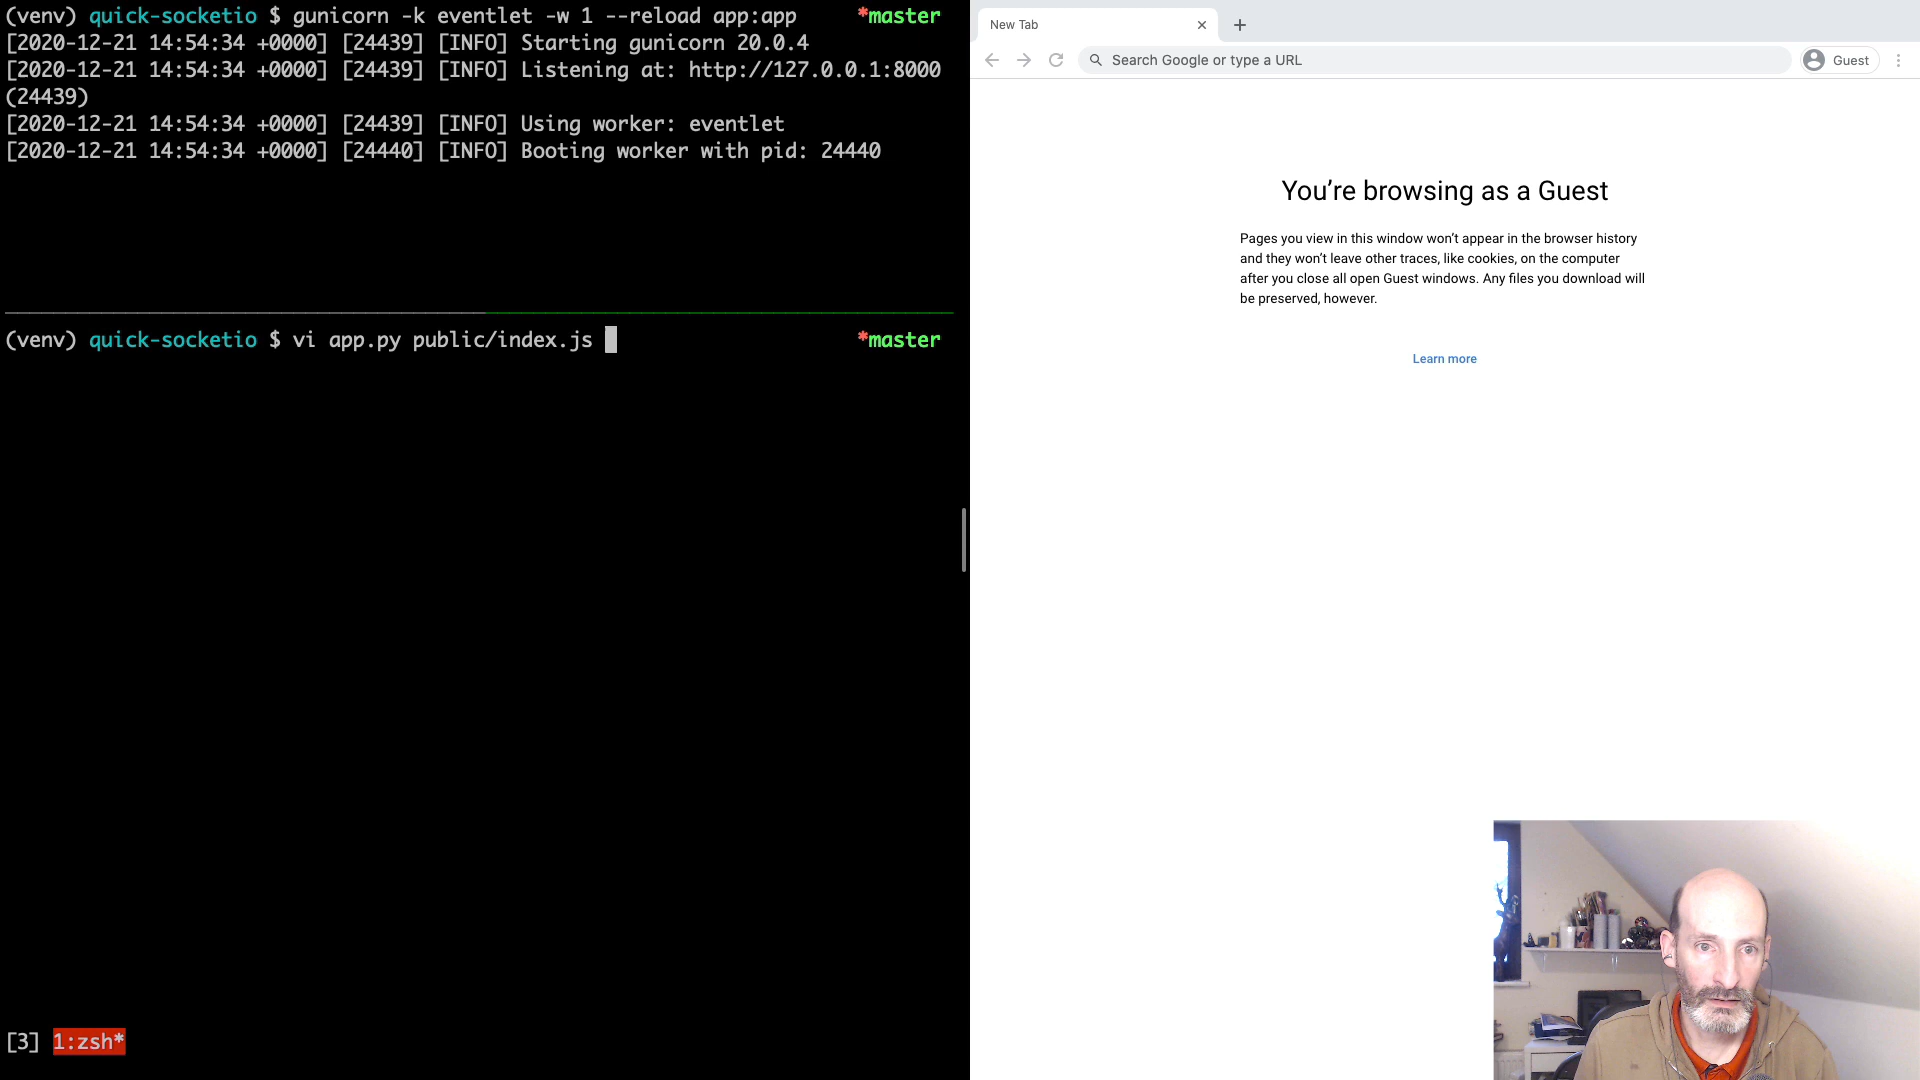 (venv) quick-socketio $ gunicorn -k eventlet -w 1 --reload app:app *master
[2020-12-21 14:54:34 +0000] [24439] [INFO] Starting gunicorn 20.0.4
[2020-12-21 14:54:34 +0000] [24439] [INFO] Listening at: http://127.0.0.1:8000
(24439)
[2020-12-21 14:54:34 +0000] [24439] [INFO] Using worker: eventlet
[2020-12-21 14:54:34 +0000] [24440] [INFO] Booting worker with pid: 24440
(venv) quick-socketio $ vi app.py public/index.js *master
[3] 1:zsh*
New Tab
Search Google or type a URL
Guest
You’re browsing as a Guest
Pages you view in this window won’t appear in the browser history
and they won’t leave other traces, like cookies, on the computer
after you close all open Guest windows. Any files you download will
be preserved, however.
Learn more